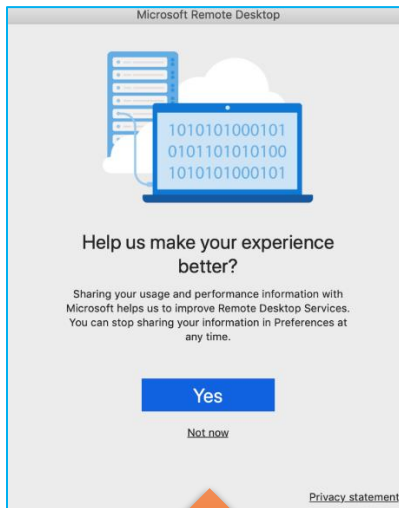 Microsoft Remote Desktop
1010101000101
0101101010100
1010101000101
Help us make your experience
better?
Sharing your usage and performance information with
Microsoft helps us to improve Remote Desktop Services.
You can stop sharing your information in Preferences at
any time.
Yes
Not now
Privacy statement